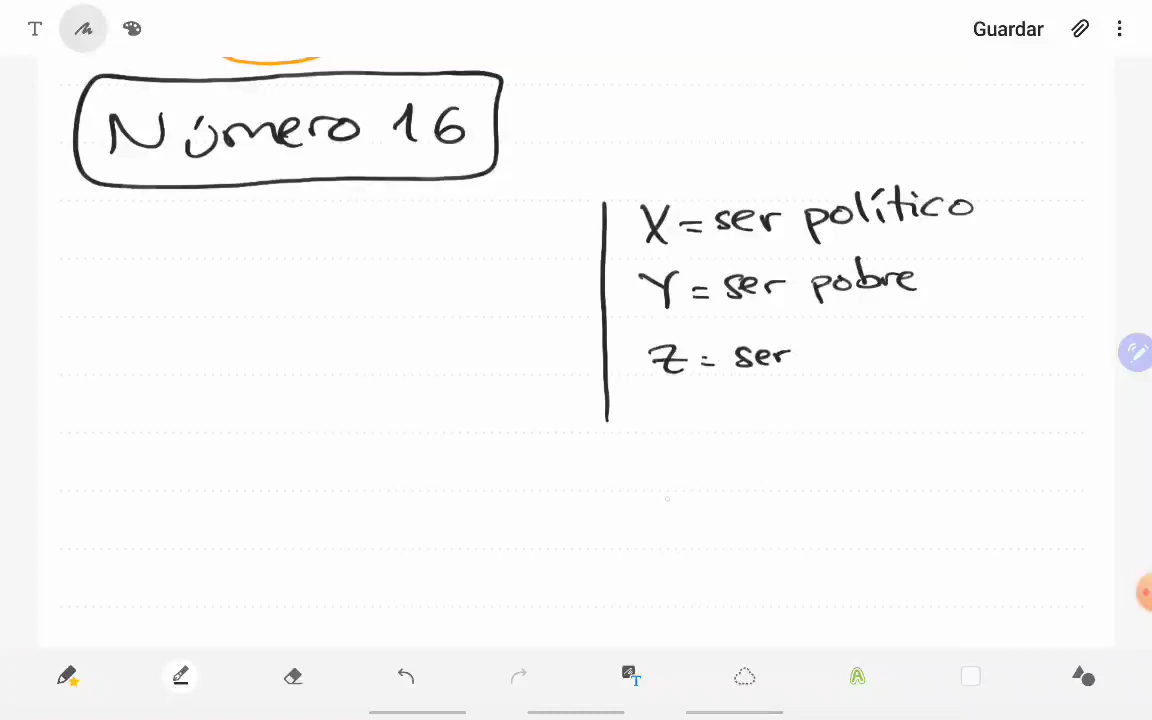 T Guardar
Número 16
X = ser político
Y = ser pobre
Z = ser